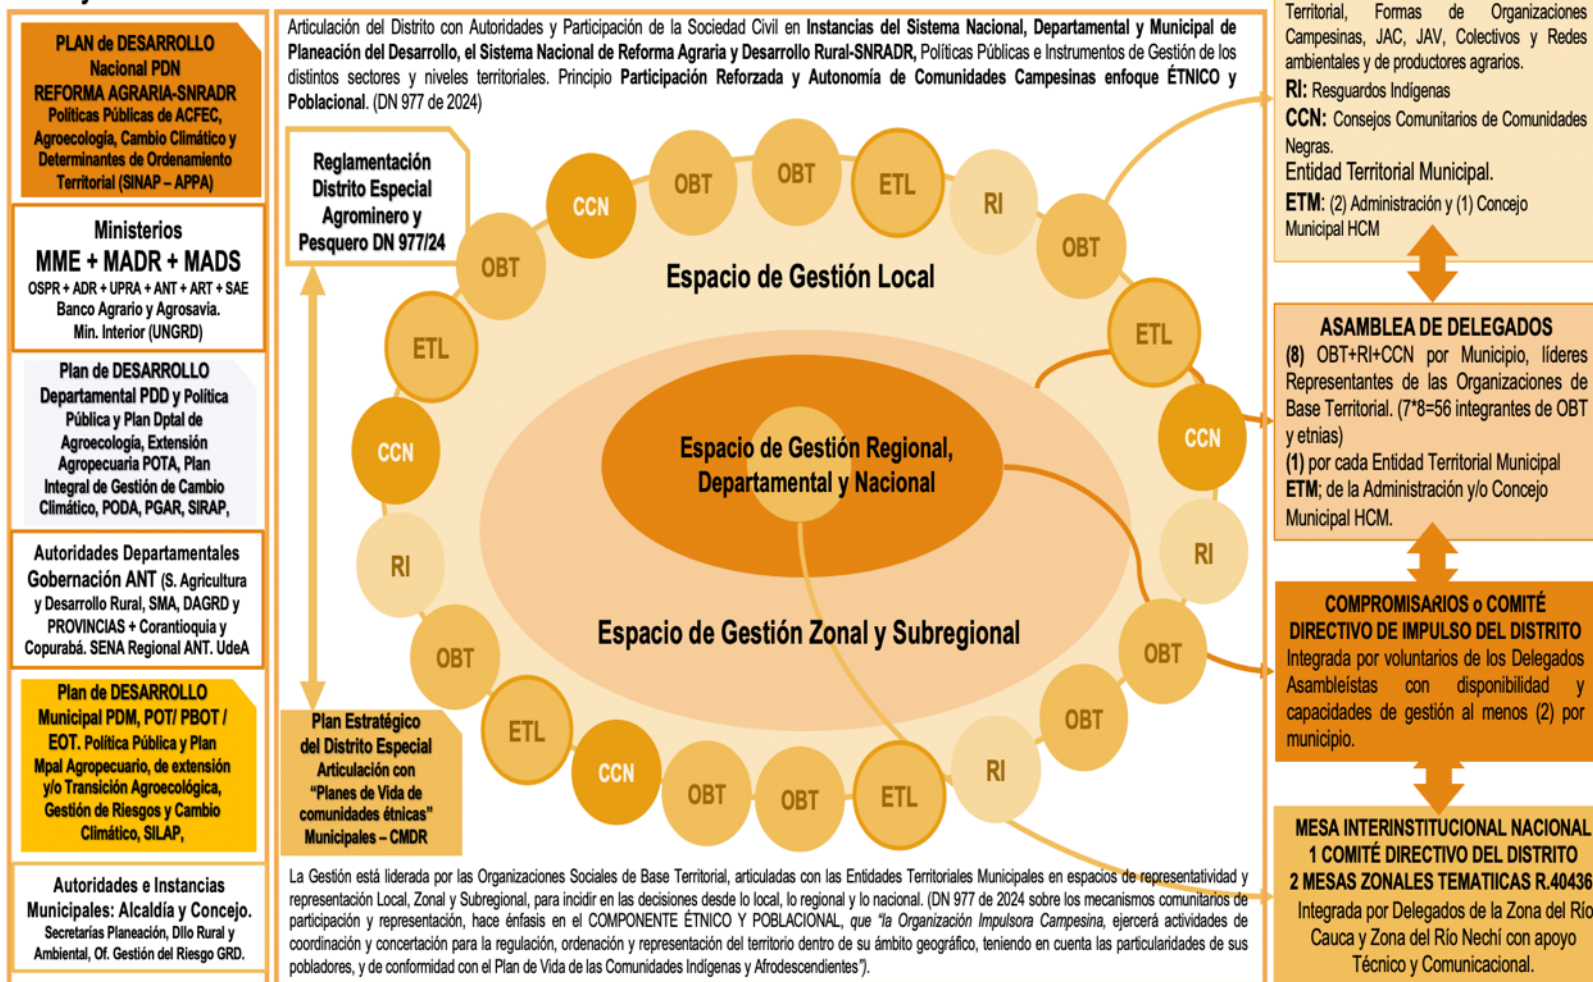 PLAN de DESARROLLO
Nacional PDN
REFORMA AGRARIA-SNRADR
Políticas Públicas de ACFEC,
Agroecología, Cambio Climático y
Determinantes de Ordenamiento
Territorial (SINAP – APPA)
Ministerios
MME + MADR + MADS
OSPR + ADR + UPRA + ANT + ART + SAE
Banco Agrario y Agrosavia.
Min. Interior (UNGRD)
Plan de DESARROLLO
Departamental PDD y Política
Pública y Plan Dptal de
Agroecología, Extensión
Agropecuaria POTA, Plan
Integral de Gestión de Cambio
Climático, PODA, PGAR, SIRAP,
Autoridades Departamentales
Gobernación ANT (S. Agricultura
y Desarrollo Rural, SMA, DAGRD y
PROVINCIAS + Corantioquia y
Copurabá. SENA Regional ANT. UdeA
Plan de DESARROLLO
Municipal PDM, POT/ PBOT /
EOT. Política Pública y Plan
Mpal Agropecuario, de extensión
y/o Transición Agroecológica,
Gestión de Riesgos y Cambio
Climático, SILAP,
Autoridades e Instancias
Municipales: Alcaldía y Concejo.
Secretarías Planeación, Dllo Rural y
Ambiental, Of. Gestión del Riesgo GRD.
Articulación del Distrito con Autoridades y Participación de la Sociedad Civil en Instancias del Sistema Nacional, Departamental y Municipal de
Planeación del Desarrollo, el Sistema Nacional de Reforma Agraria y Desarrollo Rural-SNRADR, Políticas Públicas e Instrumentos de Gestión de los
distintos sectores y niveles territoriales. Principio Participación Reforzada y Autonomía de Comunidades Campesinas enfoque ÉTNICO y
Poblacional. (DN 977 de 2024)
Reglamentación
Distrito Especial
Agrominero y
Pesquero DN 977/24
OBT
CCN
OBT
OBT
ETL
RI
OBT
ETL
CCN
RI
OBT
OBT
RI
ETL
OBT
OBT
CCN
ETL
OBT
RI
CCN
ETL
Espacio de Gestión Local
Espacio de Gestión Regional,
Departamental y Nacional
Espacio de Gestión Zonal y Subregional
Plan Estratégico
del Distrito Especial
Articulación con
“Planes de Vida de
comunidades étnicas”
Municipales – CMDR
La Gestión está liderada por las Organizaciones Sociales de Base Territorial, articuladas con las Entidades Territoriales Municipales en espacios de representatividad y
representación Local, Zonal y Subregional, para incidir en las decisiones desde lo local, lo regional y lo nacional. (DN 977 de 2024 sobre los mecanismos comunitarios de
participación y representación, hace énfasis en el COMPONENTE ÉTNICO Y POBLACIONAL, que “la Organización Impulsora Campesina, ejercerá actividades de
coordinación y concertación para la regulación, ordenación y representación del territorio dentro de su ámbito geográfico, teniendo en cuenta las particularidades de sus
pobladores, y de conformidad con el Plan de Vida de las Comunidades Indígenas y Afrodescendientes”).
Territorial, Formas de Organizaciones
Campesinas, JAC, JAV, Colectivos y Redes
ambientales y de productores agrarios.
RI: Resguardos Indígenas
CCN: Consejos Comunitarios de Comunidades
Negras.
Entidad Territorial Municipal.
ETM: (2) Administración y (1) Concejo
Municipal HCM
ASAMBLEA DE DELEGADOS
(8) OBT+RI+CCN por Municipio, líderes
Representantes de las Organizaciones de
Base Territorial. (7*8=56 integrantes de OBT
y etnias)
(1) por cada Entidad Territorial Municipal
ETM; de la Administración y/o Concejo
Municipal HCM.
COMPROMISARIOS o COMITÉ
DIRECTIVO DE IMPULSO DEL DISTRITO
Integrada por voluntarios de los Delegados
Asambleístas con disponibilidad y
capacidades de gestión al menos (2) por
municipio.
MESA INTERINSTITUCIONAL NACIONAL
1 COMITÉ DIRECTIVO DEL DISTRITO
2 MESAS ZONALES TEMATIICAS R.40436
Integrada por Delegados de la Zona del Río
Cauca y Zona del Río Nechí con apoyo
Técnico y Comunicacional.